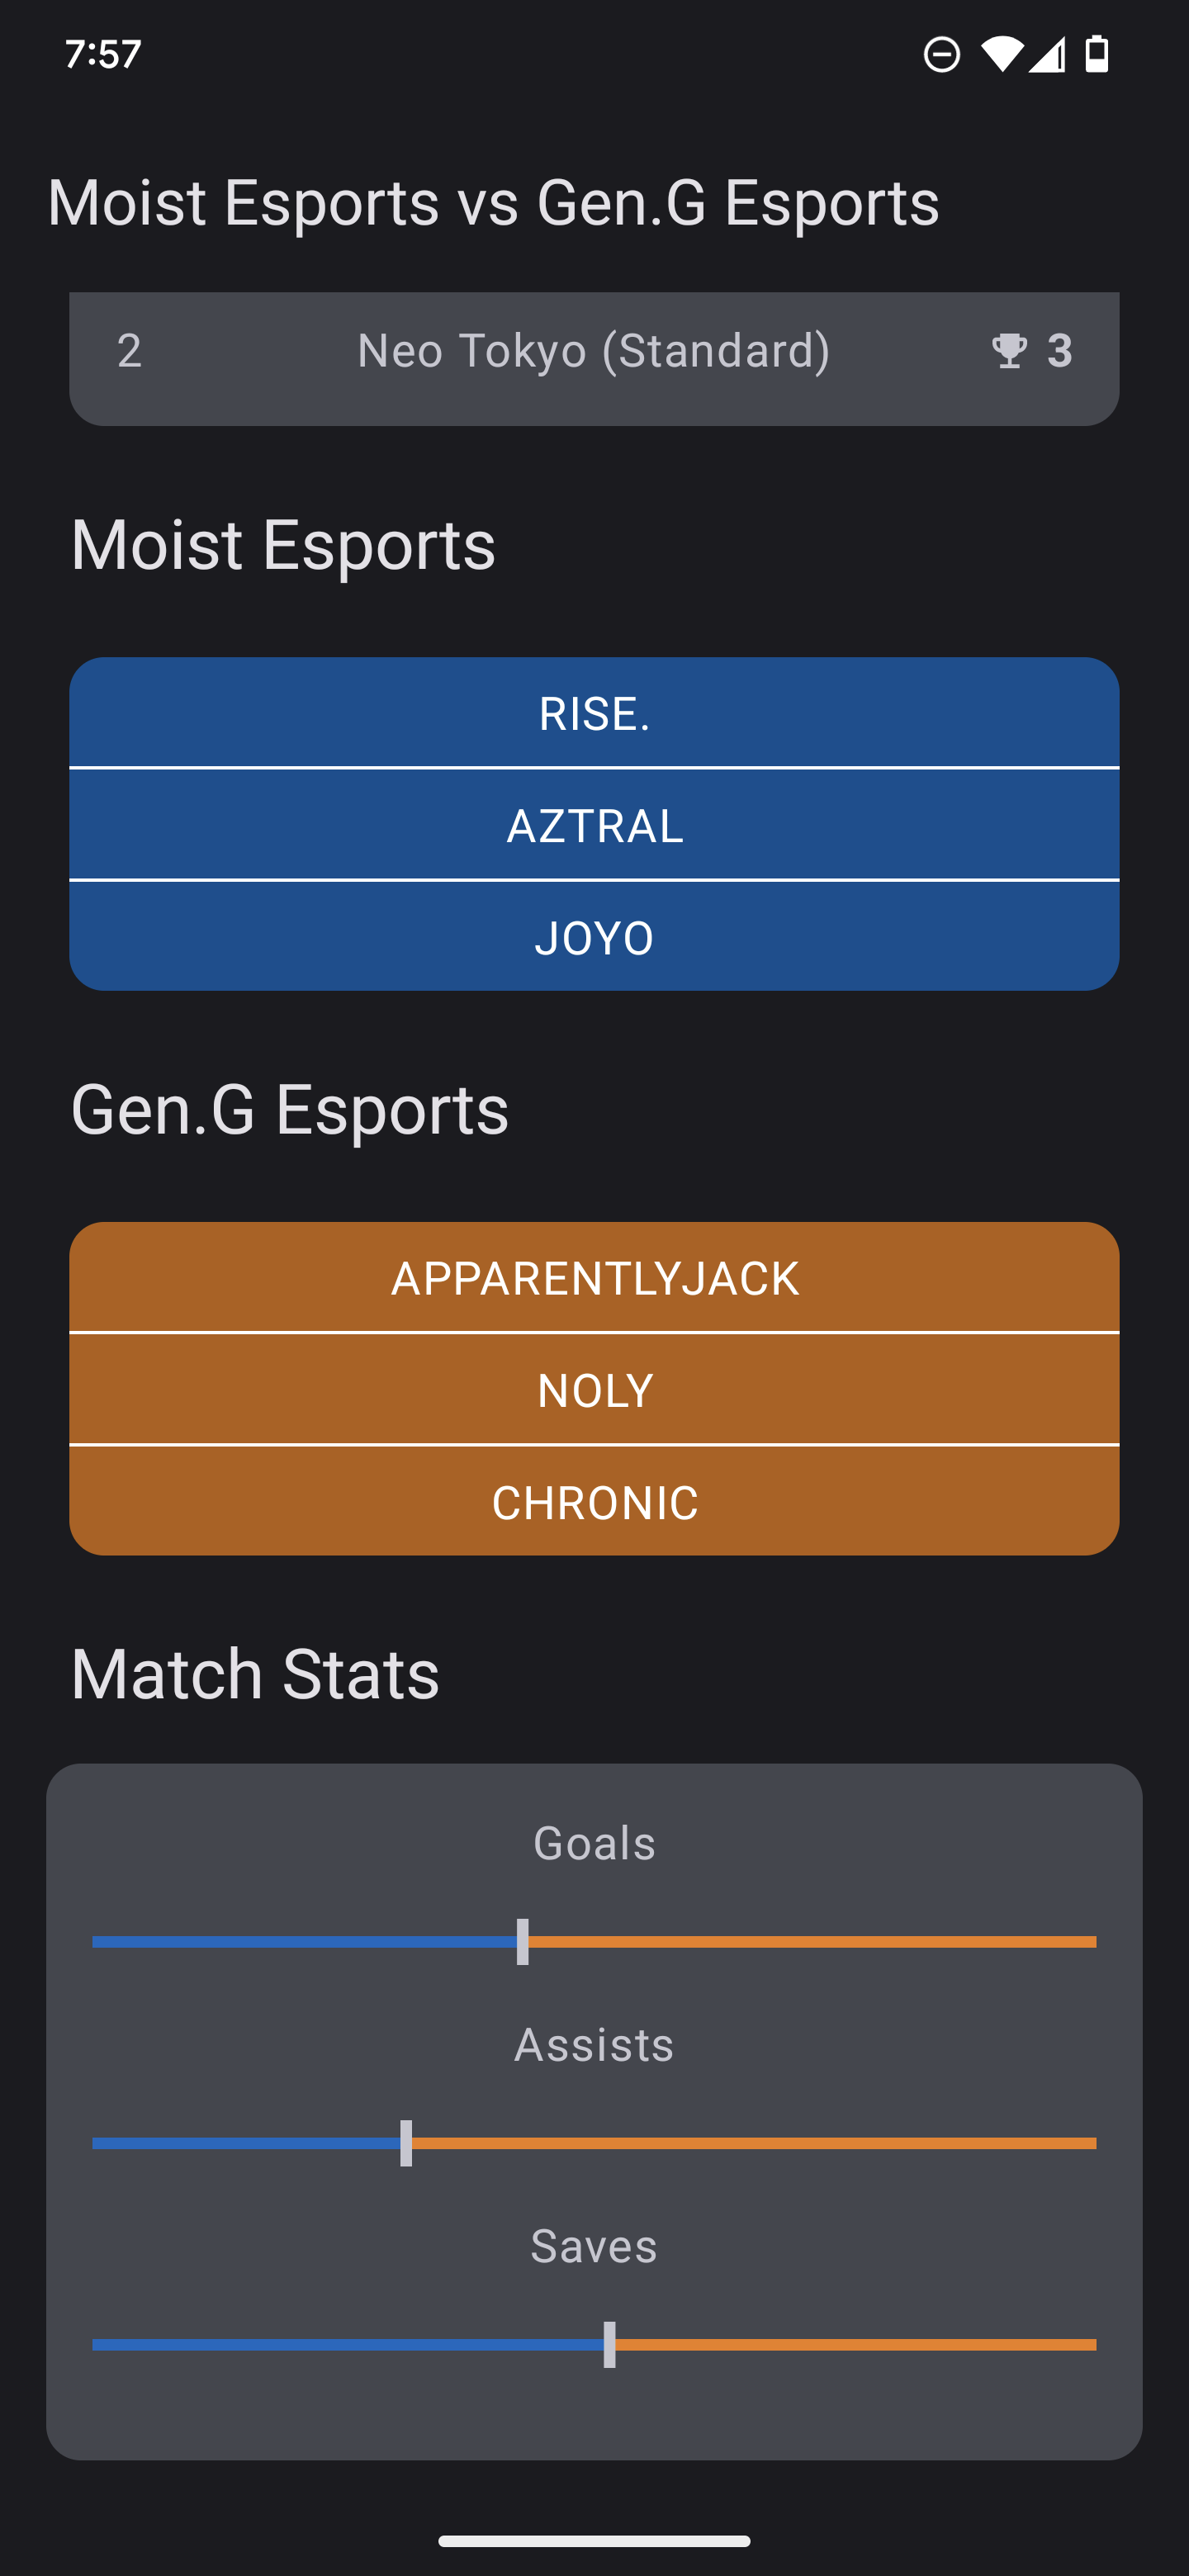 7:57
Moist Esports vs Gen.G Esports
2 Neo Tokyo (Standard) 3
Moist Esports
RISE.
AZTRAL
JOYO
Gen.G Esports
APPARENTLYJACK
NOLY
CHRONIC
Match Stats
Goals
Assists
Saves